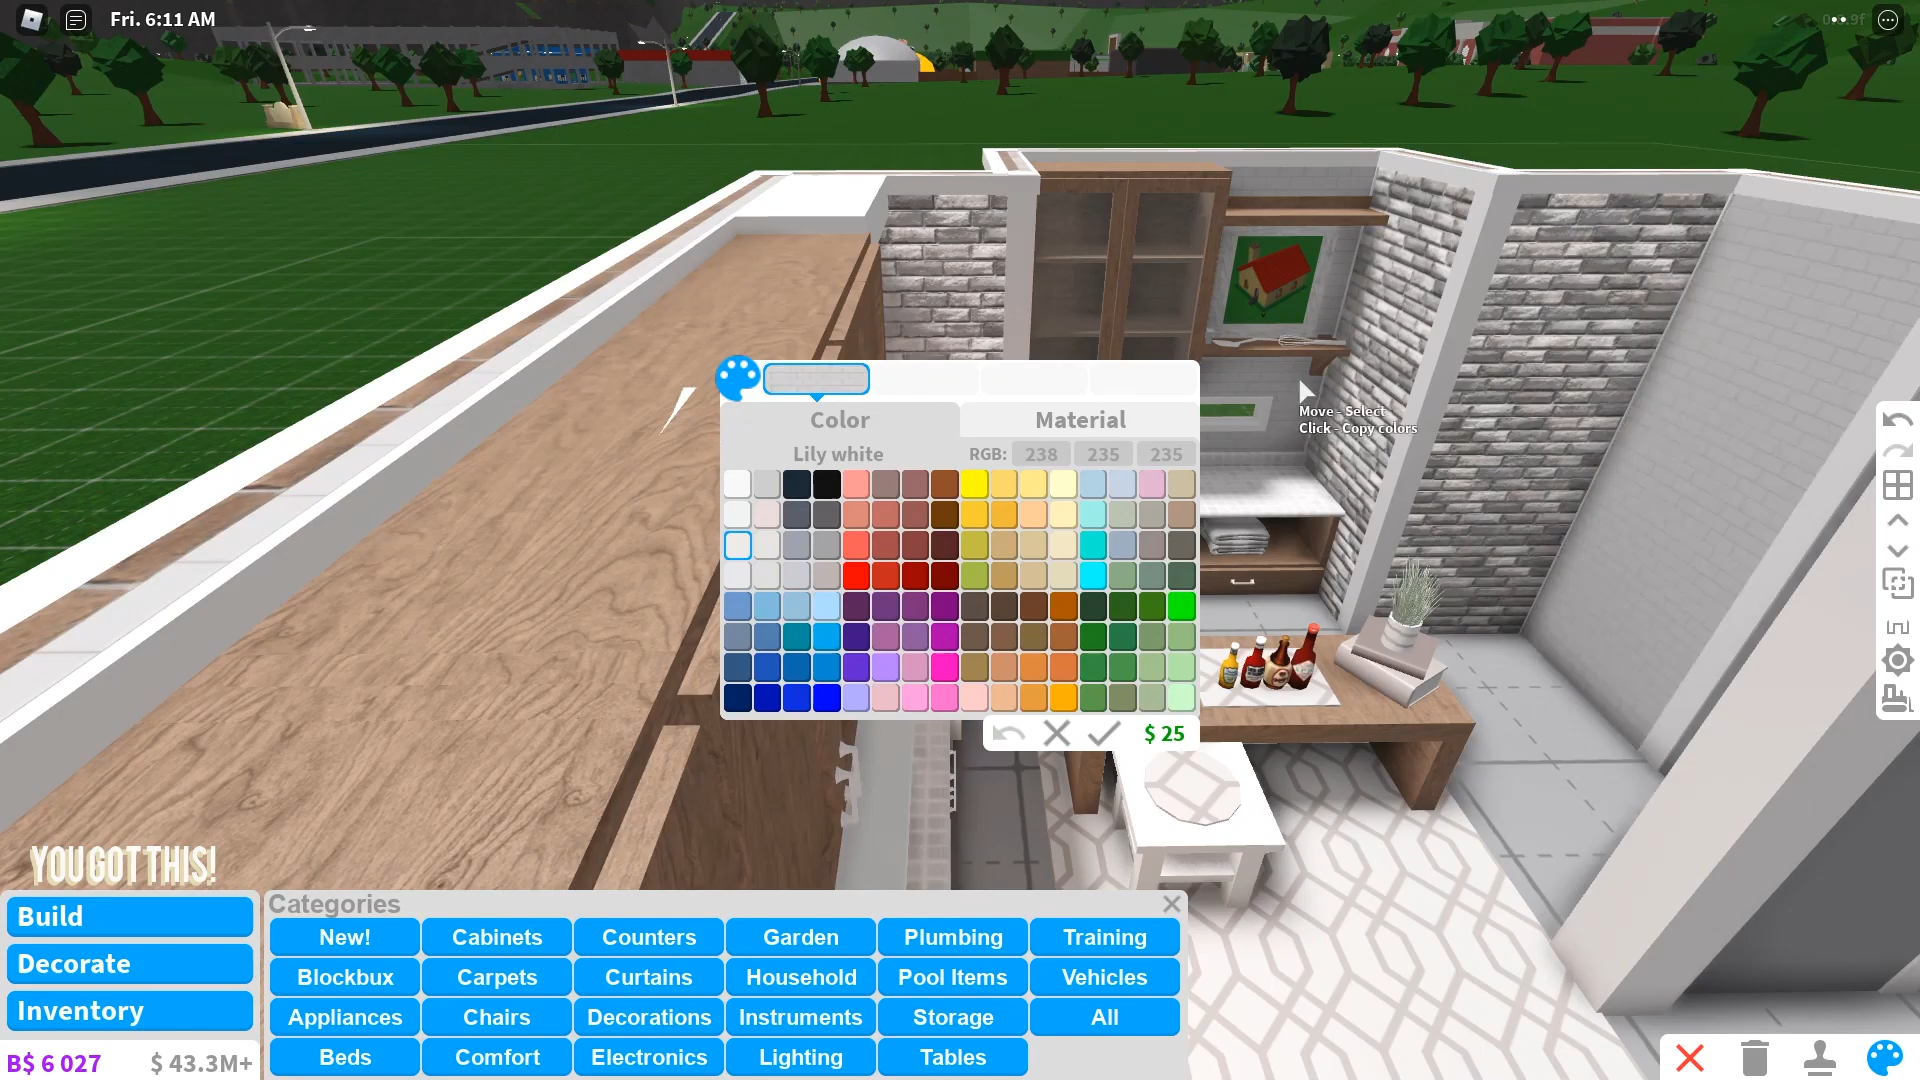 Fri. 6:11 AM
Color
Material
Lily white
RGB: 238 235 235
Move - Select
Click - Copy colors
$ 25
YOU GOT THIS!
Build
Decorate
Inventory
B$ 6 027
$ 43.3M+
Categories
New! Cabinets Counters Garden Plumbing Training
Blockbux Carpets Curtains Household Pool Items Vehicles
Appliances Chairs Decorations Instruments Storage All
Beds Comfort Electronics Lighting Tables